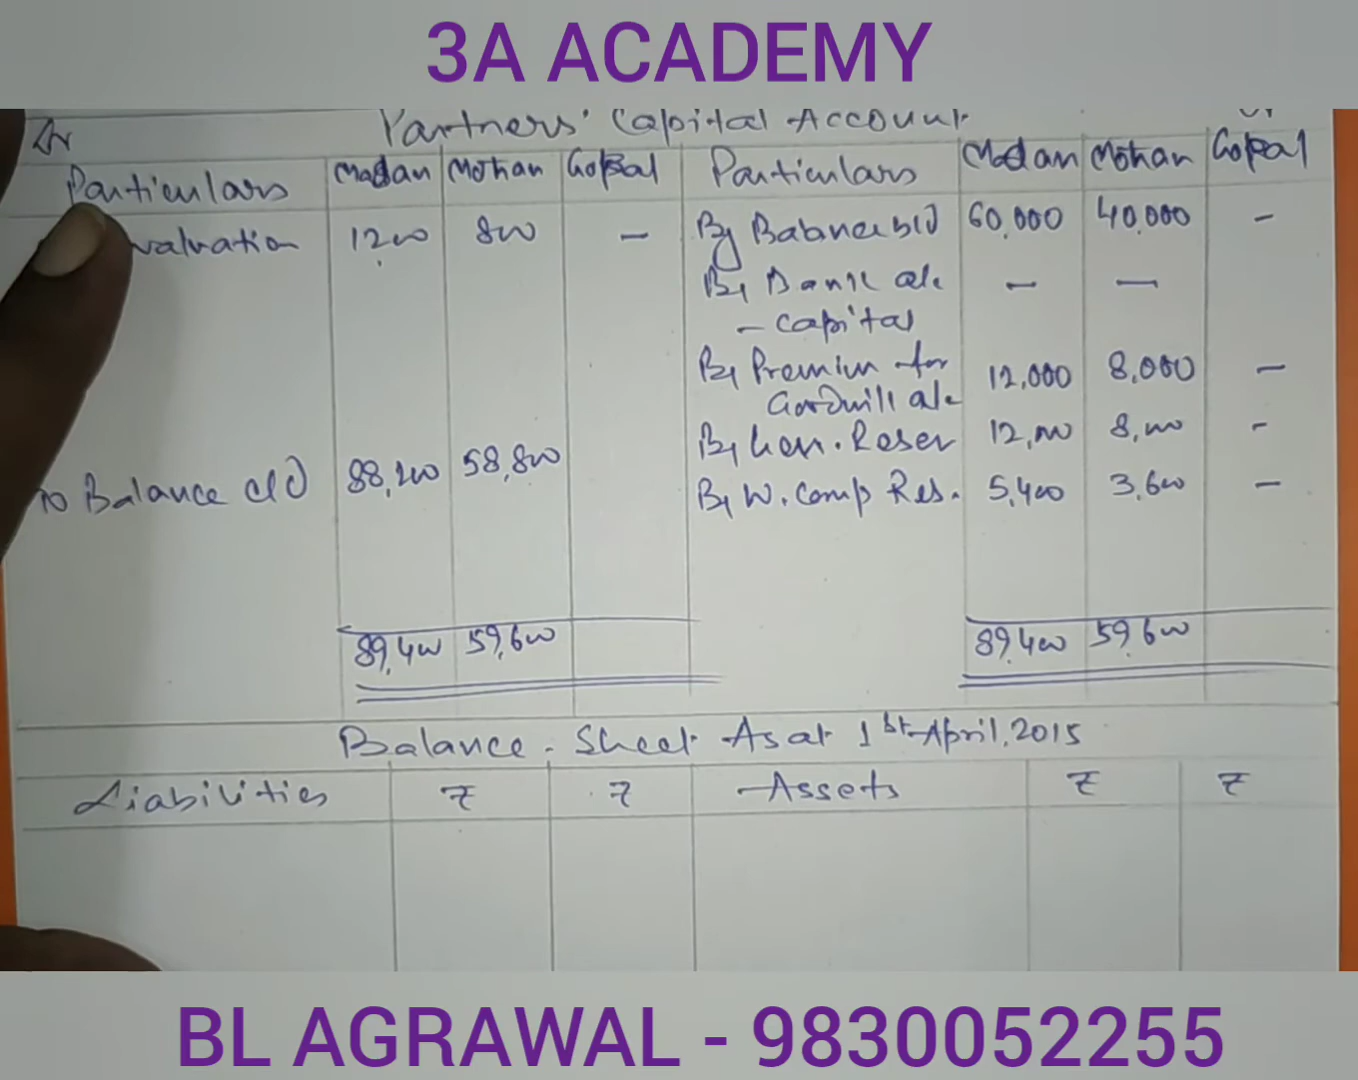 3A ACADEMY
Dr Partners' Capital Account Cr
Particulars Madan Mohan Gopal Particulars Madan Mohan Gopal
valuation 1200 800 - By Balance b/d 60,000 40,000 -
By Bank a/c - -
- Capital
By Premium for 12,000 8,000 -
Goodwill a/c
By Gen. Reser 12,000 8,000 -
To Balance c/d 88,200 58,800 By W. Comp Res. 5,400 3,600 -
89,400 59,600 89,400 59,600
Balance - Sheet As at 1st April, 2015
Liabilities ₹ ₹ Assets ₹ ₹
BL AGRAWAL - 9830052255